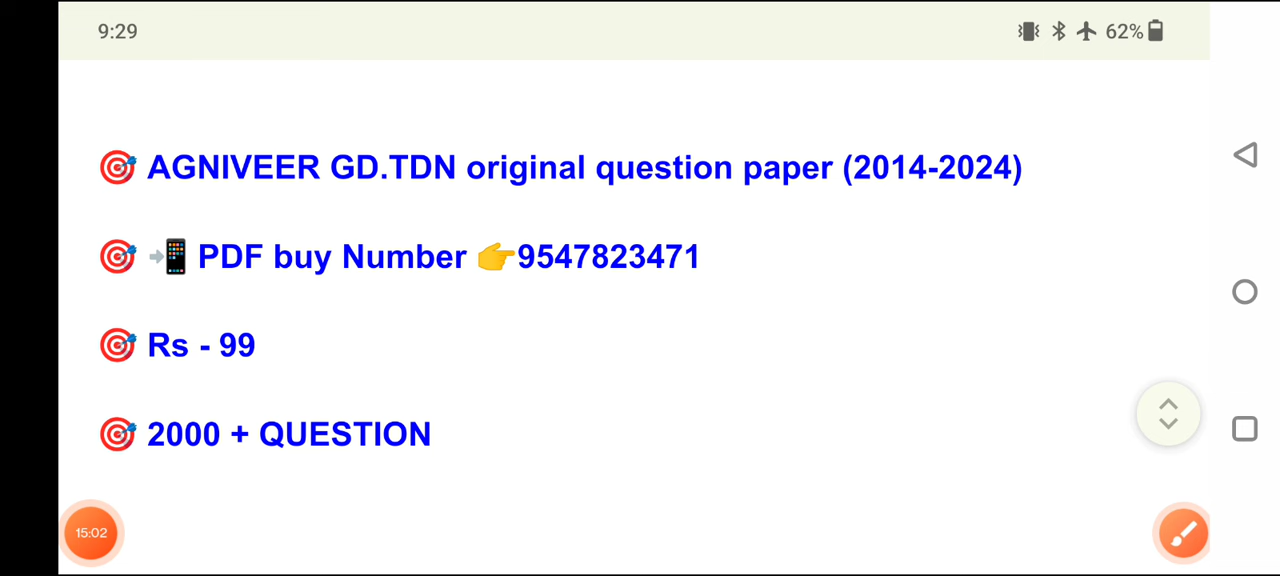 9:29
62%
🎯 AGNIVEER GD.TDN original question paper (2014-2024)
🎯 📲 PDF buy Number 👉9547823471
🎯 Rs - 99
🎯 2000 + QUESTION
15:02